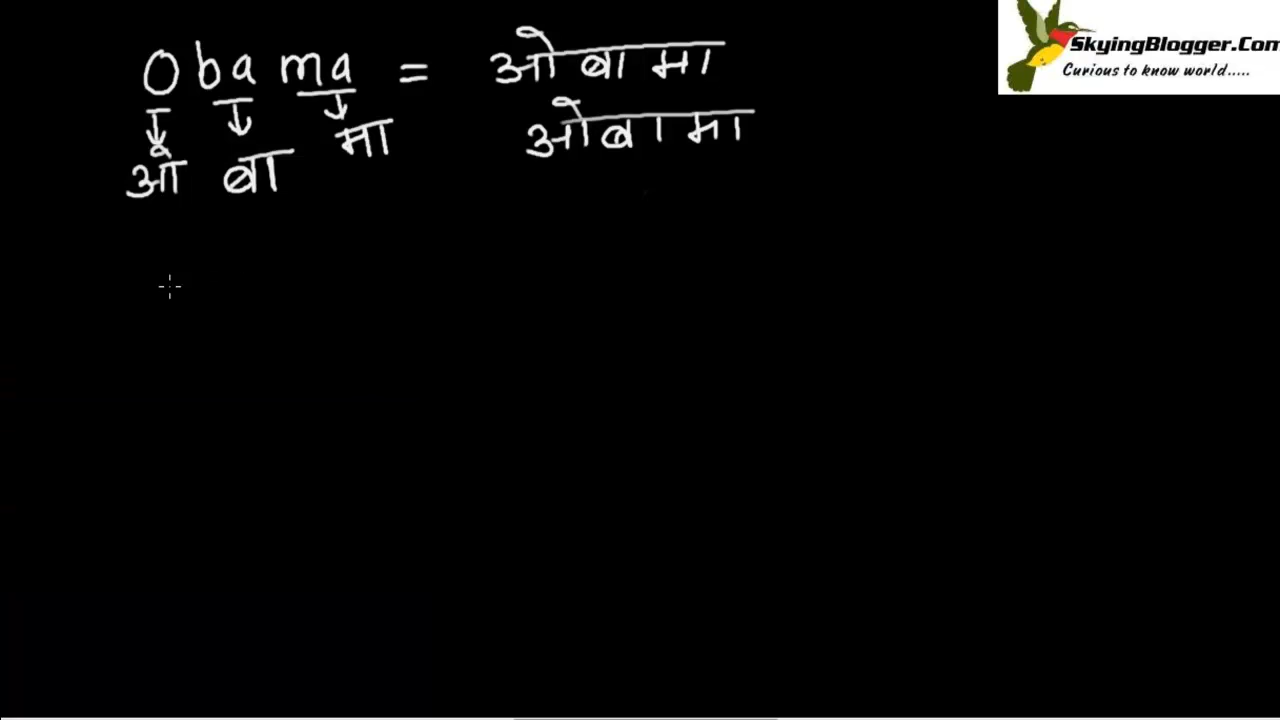 Obama = ओबामा
ओ बा मा ओबामा
SkyingBlogger.Com
Curious to know world.....